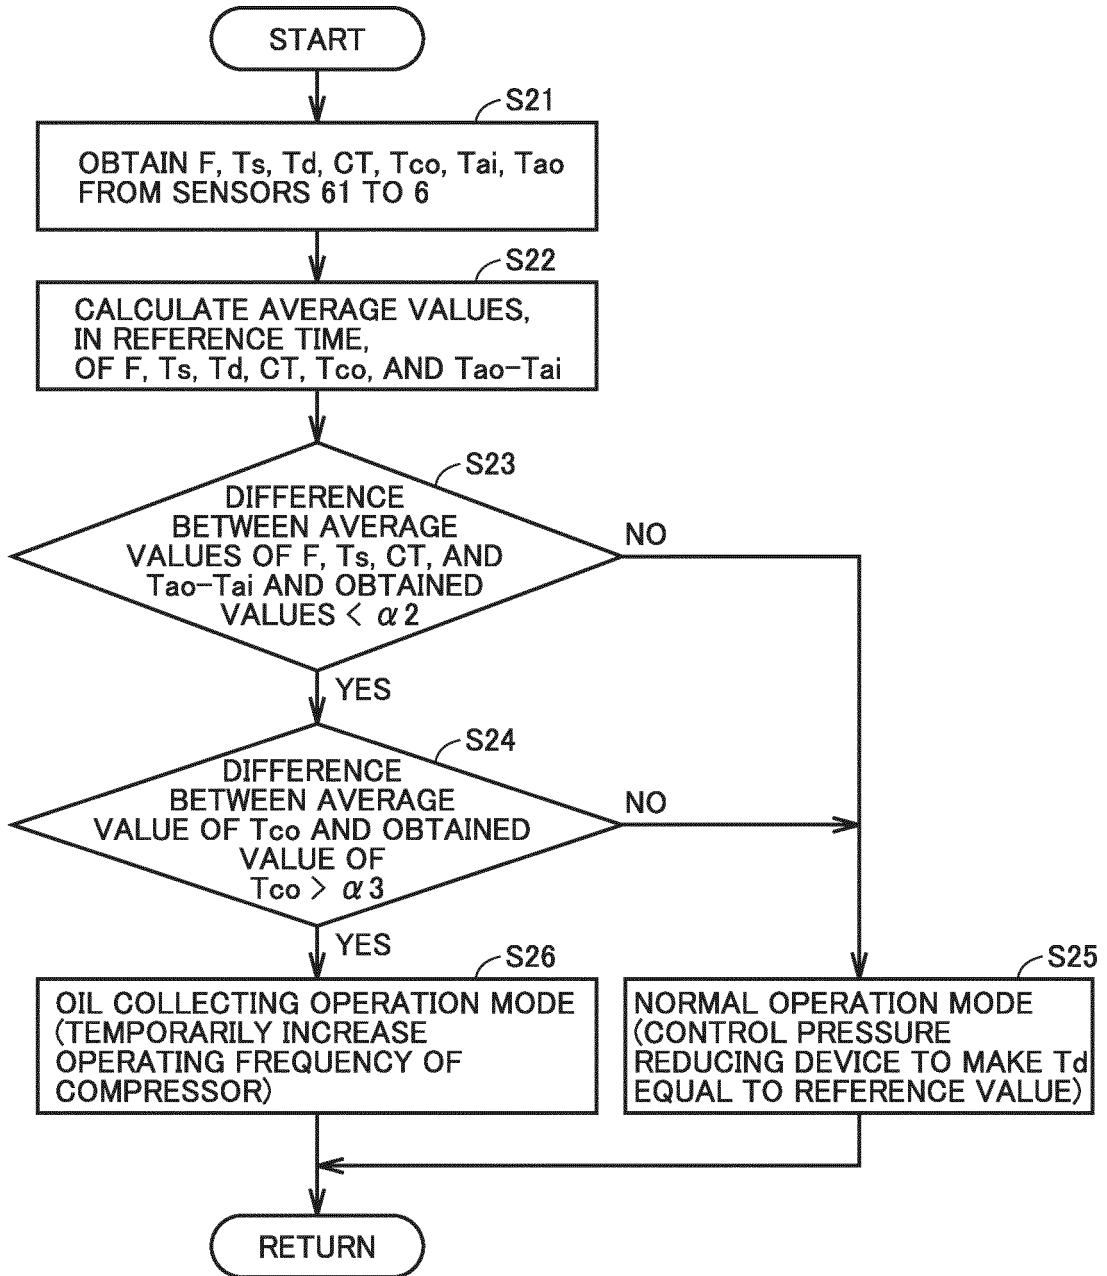 START
S21
OBTAIN F, Ts, Td, CT, Tco, Tai, Tao
FROM SENSORS 61 TO 6
S22
CALCULATE AVERAGE VALUES,
IN REFERENCE TIME,
OF F, Ts, Td, CT, Tco, AND Tao-Tai
S23
DIFFERENCE
BETWEEN AVERAGE
VALUES OF F, Ts, CT, AND
Tao-Tai AND OBTAINED
VALUES < α2
NO
YES
S24
DIFFERENCE
BETWEEN AVERAGE
VALUE OF Tco AND OBTAINED
VALUE OF
Tco > α3
NO
YES
S26
OIL COLLECTING OPERATION MODE
(TEMPORARILY INCREASE
OPERATING FREQUENCY OF
COMPRESSOR)
S25
NORMAL OPERATION MODE
(CONTROL PRESSURE
REDUCING DEVICE TO MAKE Td
EQUAL TO REFERENCE VALUE)
RETURN